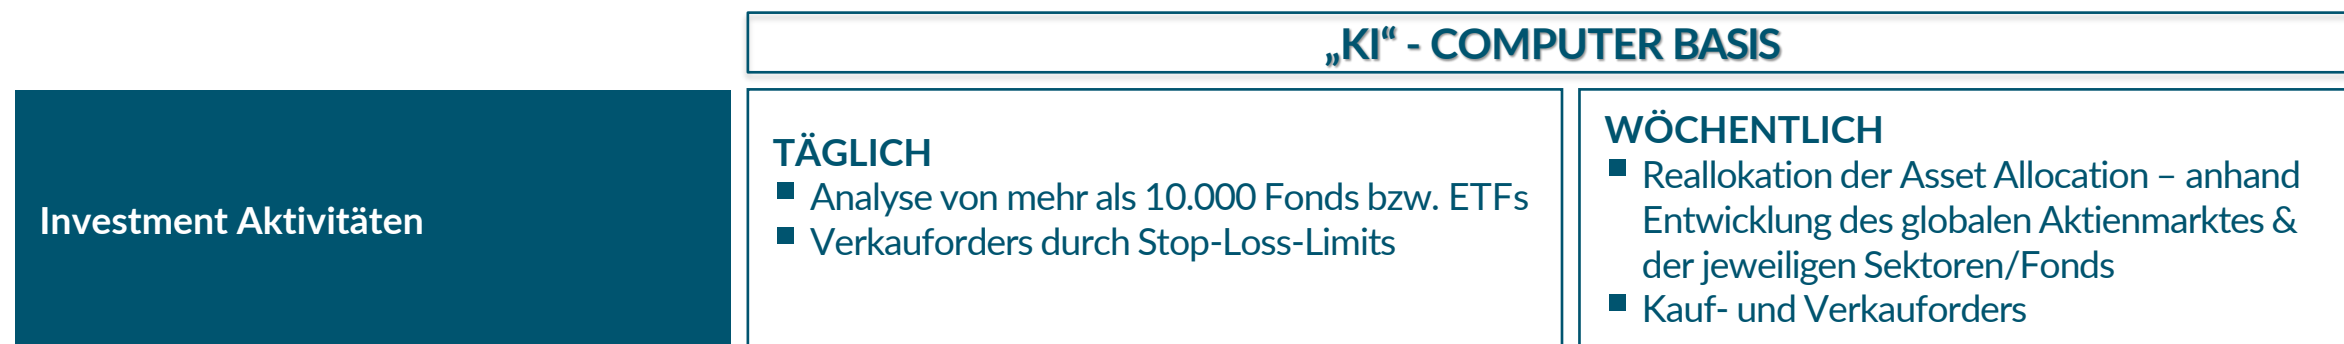 „KI“ - COMPUTER BASIS
Investment Aktivitäten
TÄGLICH
Analyse von mehr als 10.000 Fonds bzw. ETFs
Verkauforders durch Stop-Loss-Limits
WÖCHENTLICH
Reallokation der Asset Allocation – anhand
Entwicklung des globalen Aktienmarktes &
der jeweiligen Sektoren/Fonds
Kauf- und Verkauforders